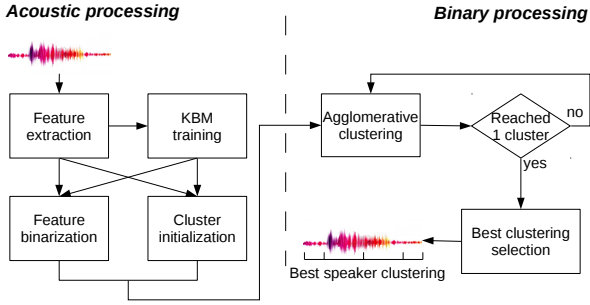 Acoustic processing
Binary processing
Feature
extraction
KBM
training
Agglomerative
clustering
Reached
1 cluster
no
yes
Feature
binarization
Cluster
initialization
Best clustering
selection
Best speaker clustering